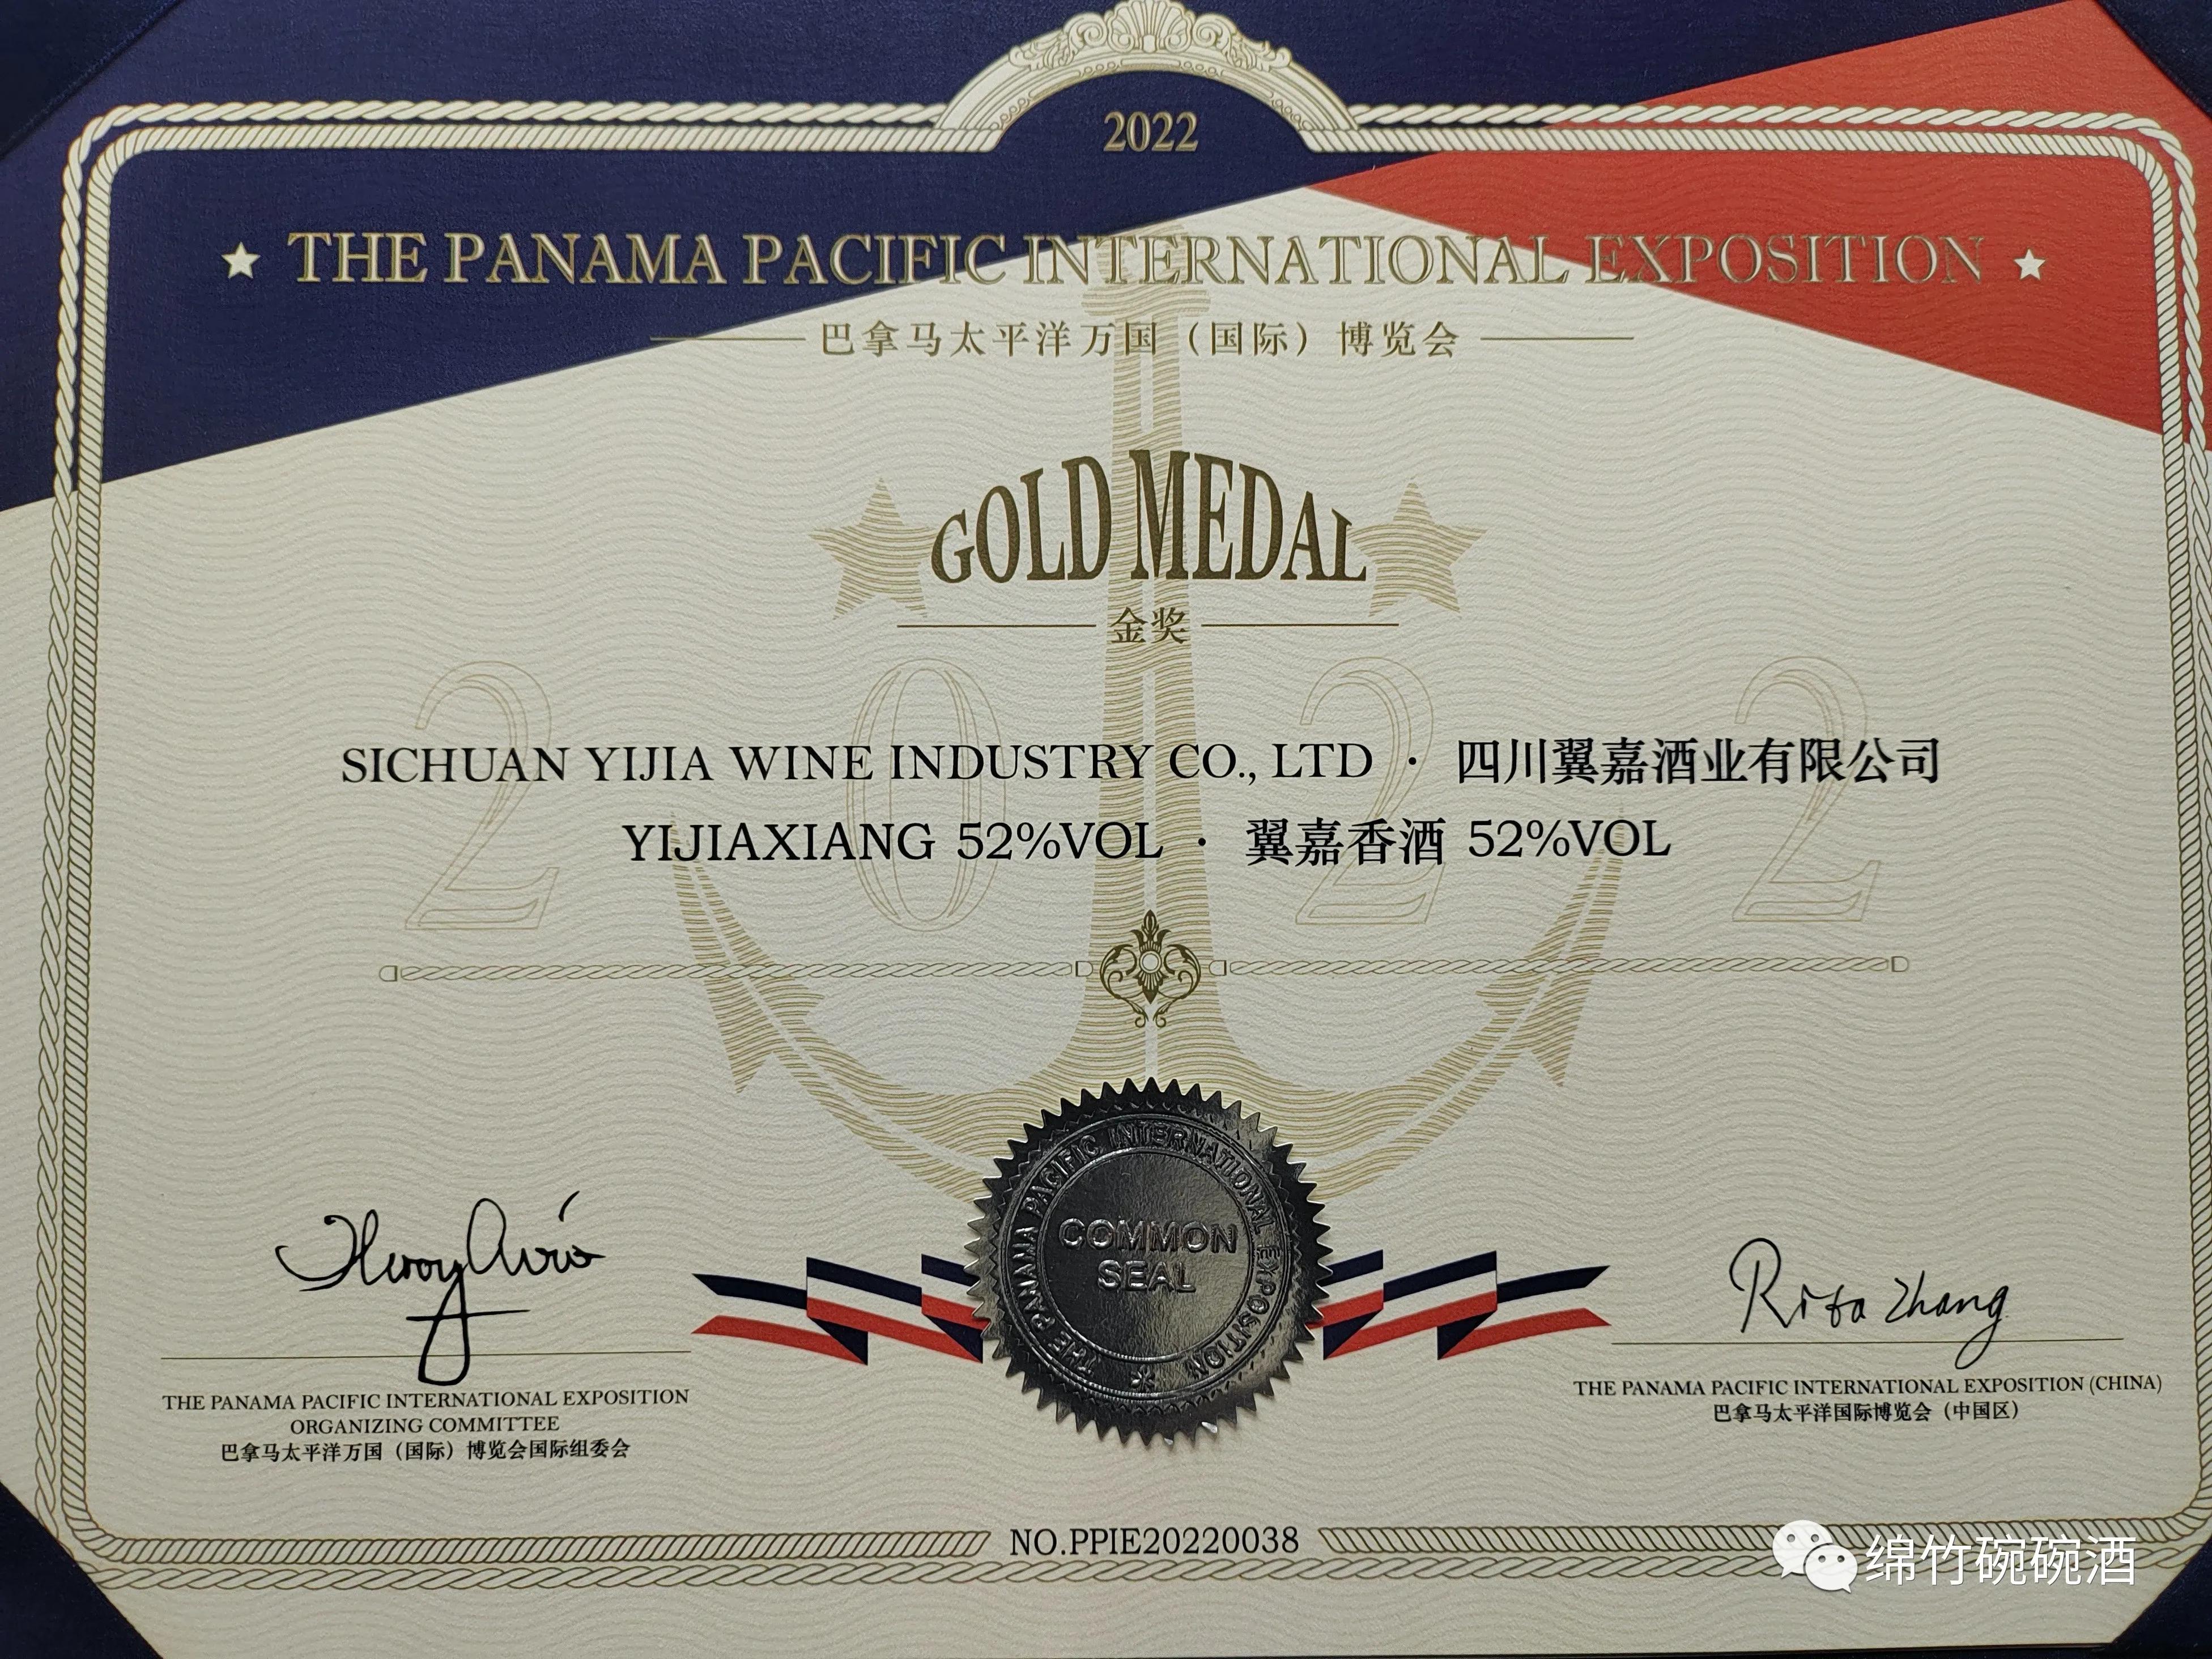 2022
THE PANAMA PACIFIC INTERNATIONAL EXPOSITION
巴拿马太平洋万国（国际）博览会
GOLD MEDAL
金奖
2022
SICHUAN YIJIA WINE INDUSTRY CO., LTD · 四川翼嘉酒业有限公司
YIJIAXIANG 52%VOL · 翼嘉香酒 52%VOL
THE PANAMA PACIFIC INTERNATIONAL EXPOSITION
COMMON
SEAL
Rita Zhang
THE PANAMA PACIFIC INTERNATIONAL EXPOSITION
ORGANIZING COMMITTEE
巴拿马太平洋万国（国际）博览会国际组委会
THE PANAMA PACIFIC INTERNATIONAL EXPOSITION (CHINA)
巴拿马太平洋国际博览会（中国区）
NO.PPIE20220038
绵竹碗碗酒